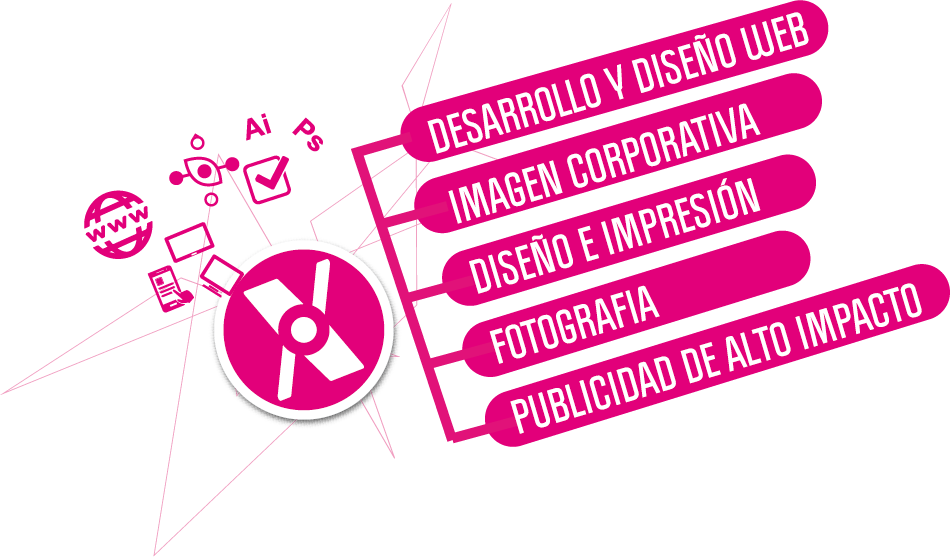 Ai
Ps
www
X
DESARROLLO Y DISEÑO WEB
IMAGEN CORPORATIVA
DISEÑO E IMPRESIÓN
FOTOGRAFIA
PUBLICIDAD DE ALTO IMPACTO